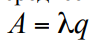 A = λq